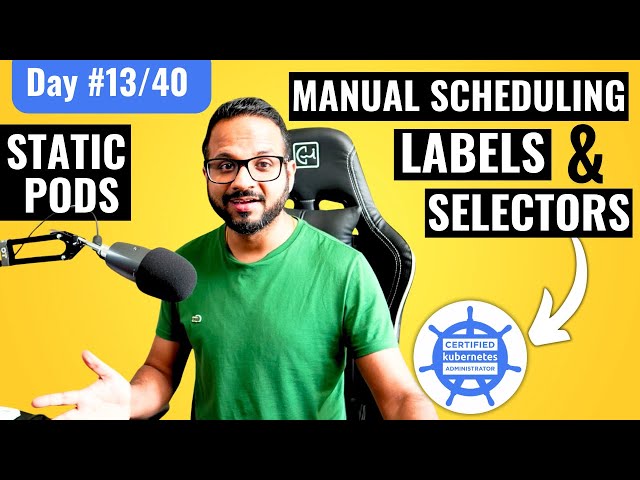 Day #13/40
STATIC
PODS
MANUAL SCHEDULING
LABELS &
SELECTORS
CERTIFIED
kubernetes
ADMINISTRATOR